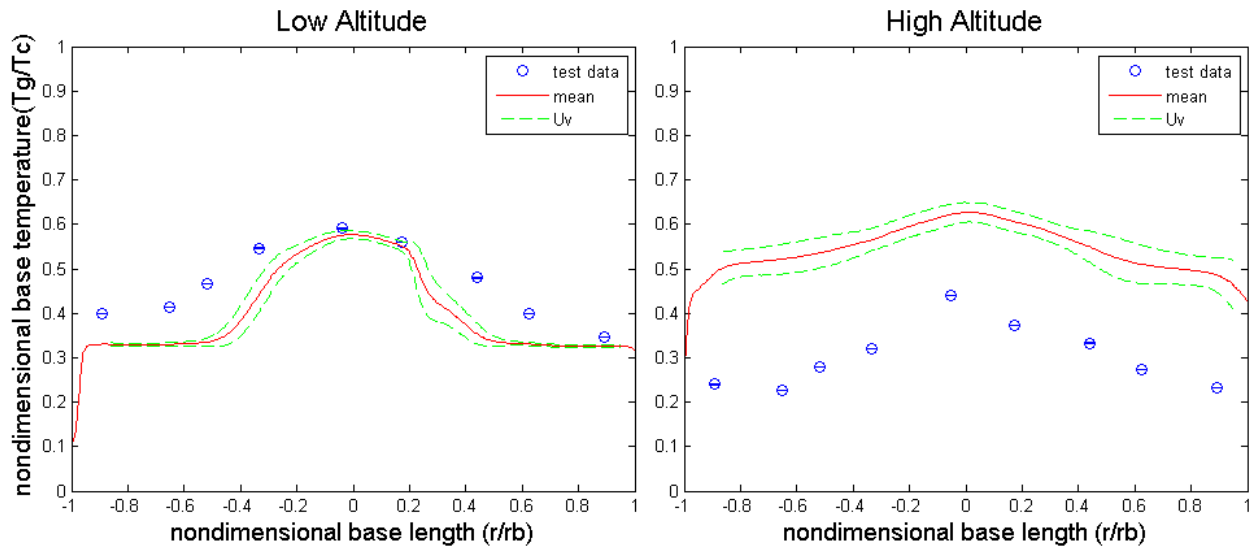 Low Altitude
nondimensional base temperature(Tg/Tc)
1
0.9
0.8
0.7
0.6
0.5
0.4
0.3
0.2
0.1
0
test data
mean
Uv
-1 -0.8 -0.6 -0.4 -0.2 0 0.2 0.4 0.6 0.8 1
nondimensional base length (r/rb)
High Altitude
1
0.9
0.8
0.7
0.6
0.5
0.4
0.3
0.2
0.1
0
test data
mean
Uv
-1 -0.8 -0.6 -0.4 -0.2 0 0.2 0.4 0.6 0.8 1
nondimensional base length (r/rb)